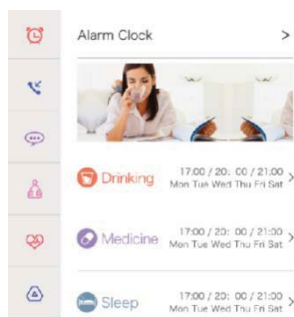 Alarm Clock >
Drinking
17:00 / 20: 00 / 21:00
Mon Tue Wed Thu Fri Sat
Medicine
17:00 / 20: 00 / 21:00
Mon Tue Wed Thu Fri Sat
Sleep
17:00 / 20: 00 / 21:00
Mon Tue Wed Thu Fri Sat